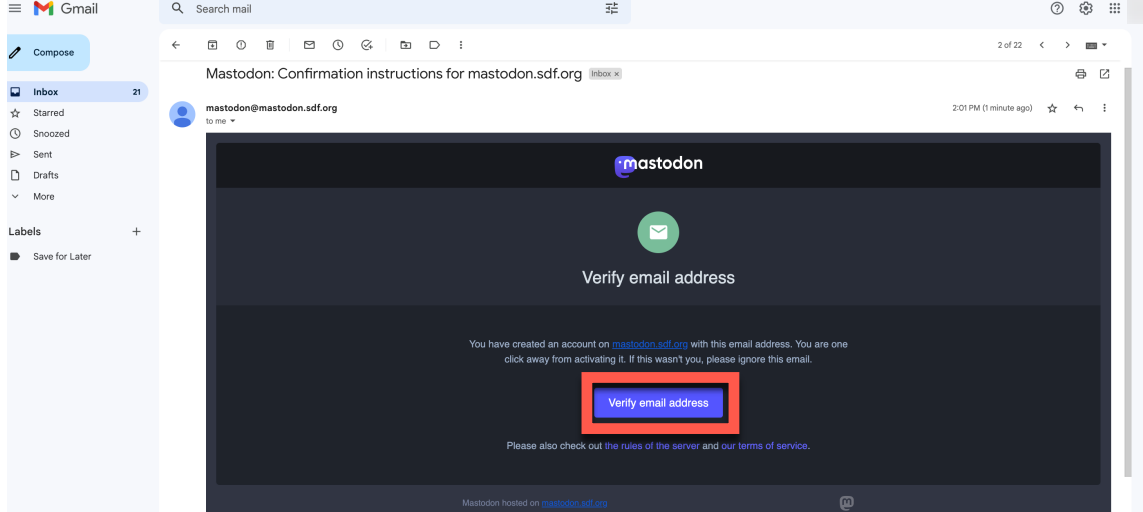 Gmail
Search mail
Compose
2 of 22
Mastodon: Confirmation instructions for mastodon.sdf.org Inbox x
Inbox 21
Starred
Snoozed
Sent
Drafts
More
Labels +
Save for Later
mastodon@mastodon.sdf.org
2:01 PM (1 minute ago)
to me
mastodon
Verify email address
You have created an account on mastodon.sdf.org with this email address. You are one
click away from activating it. If this wasn't you, please ignore this email.
Verify email address
Please also check out the rules of the server and our terms of service.
Mastodon hosted on mastodon.sdf.org